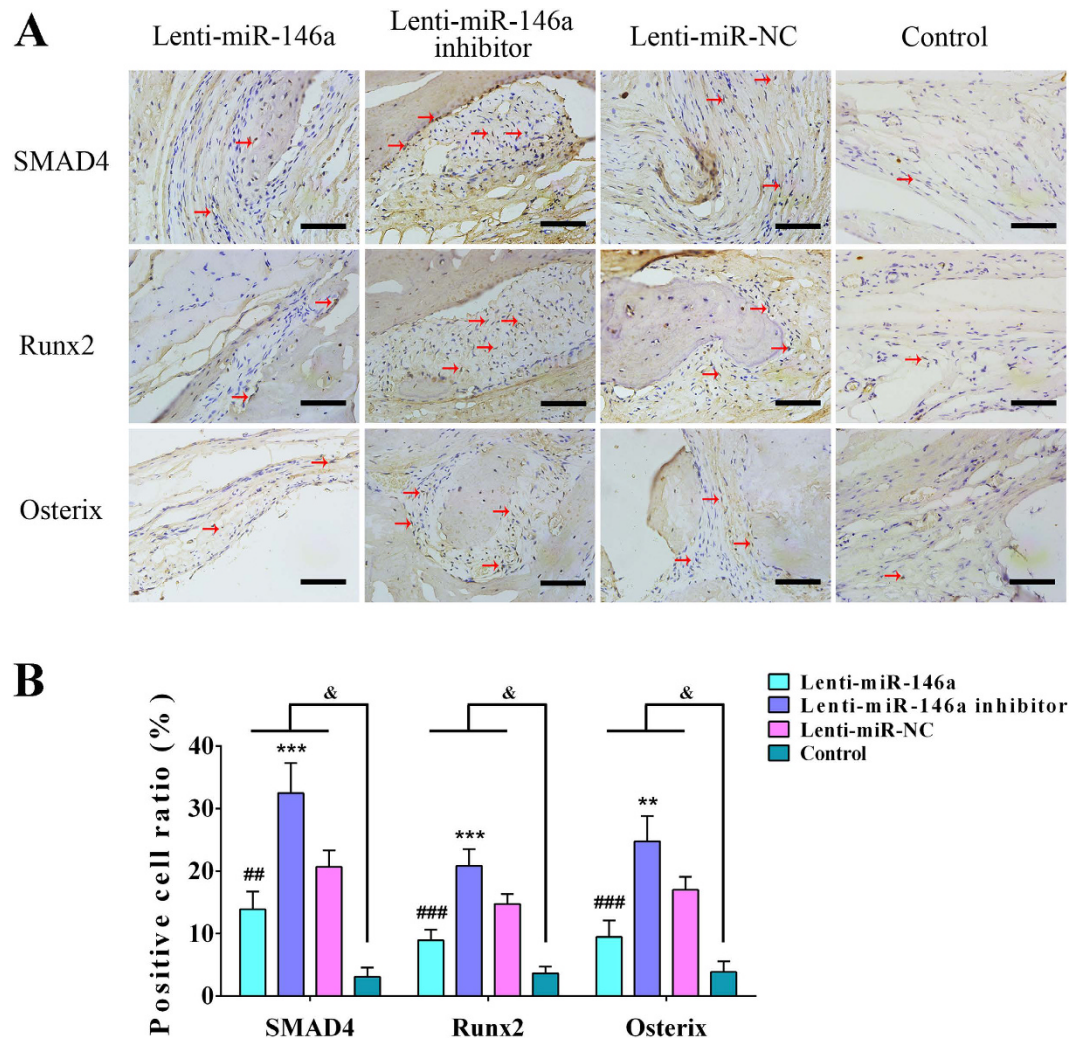 A
Lenti-miR-146a
Lenti-miR-146a
inhibitor
Lenti-miR-NC
Control
SMAD4
Runx2
Osterix
B
Positive cell ratio (%)
40
30
20
10
0
&
&
&
***
##
***
###
**
###
SMAD4
Runx2
Osterix
Lenti-miR-146a
Lenti-miR-146a inhibitor
Lenti-miR-NC
Control